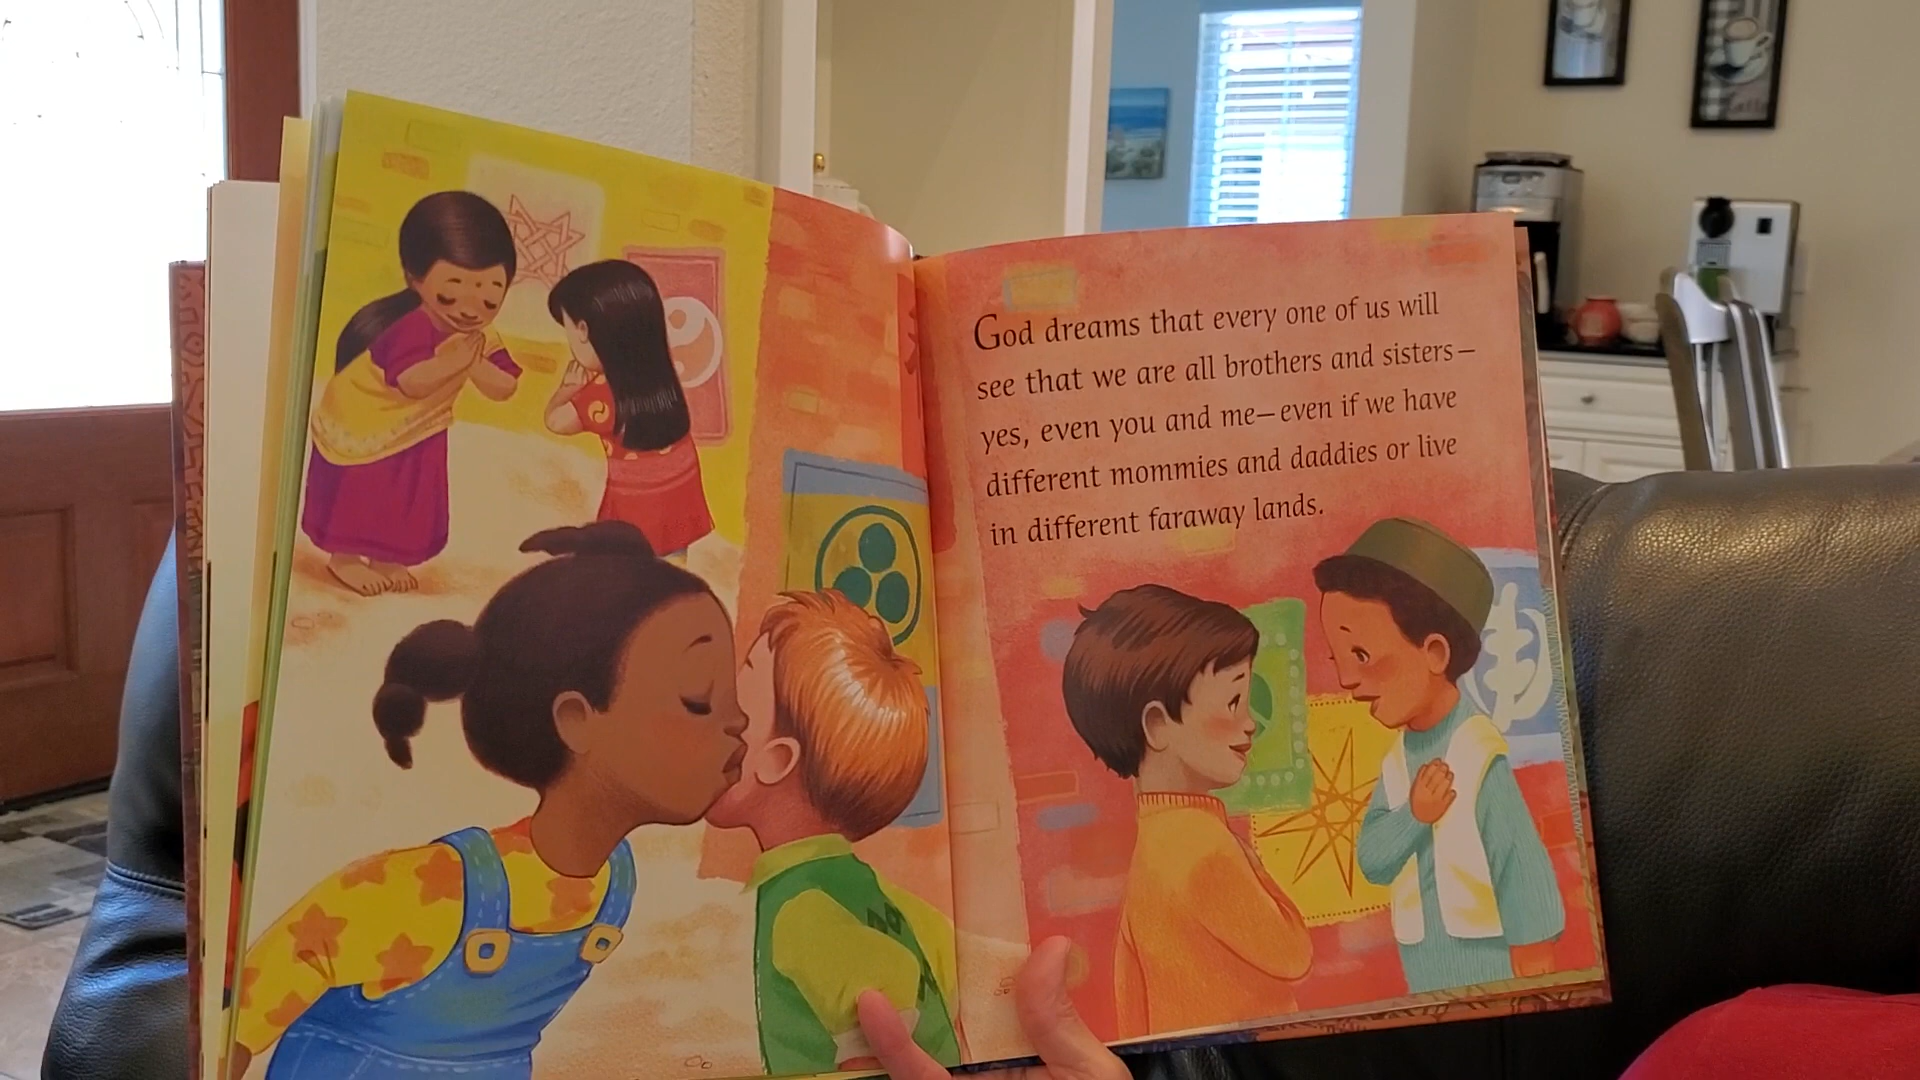 God dreams that every one of us will
see that we are all brothers and sisters—
yes, even you and me—even if we have
different mommies and daddies or live
in different faraway lands.